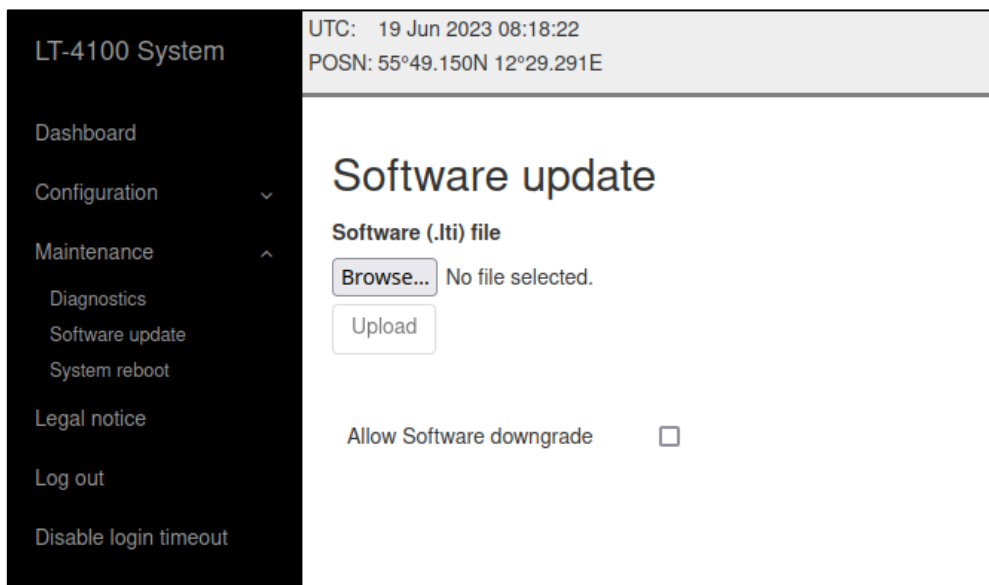 LT-4100 System
UTC: 19 Jun 2023 08:18:22
POSN: 55°49.150N 12°29.291E
Dashboard
Configuration
Maintenance
Diagnostics
Software update
System reboot
Legal notice
Log out
Disable login timeout
Software update
Software (.lti) file
Browse... No file selected.
Upload
Allow Software downgrade